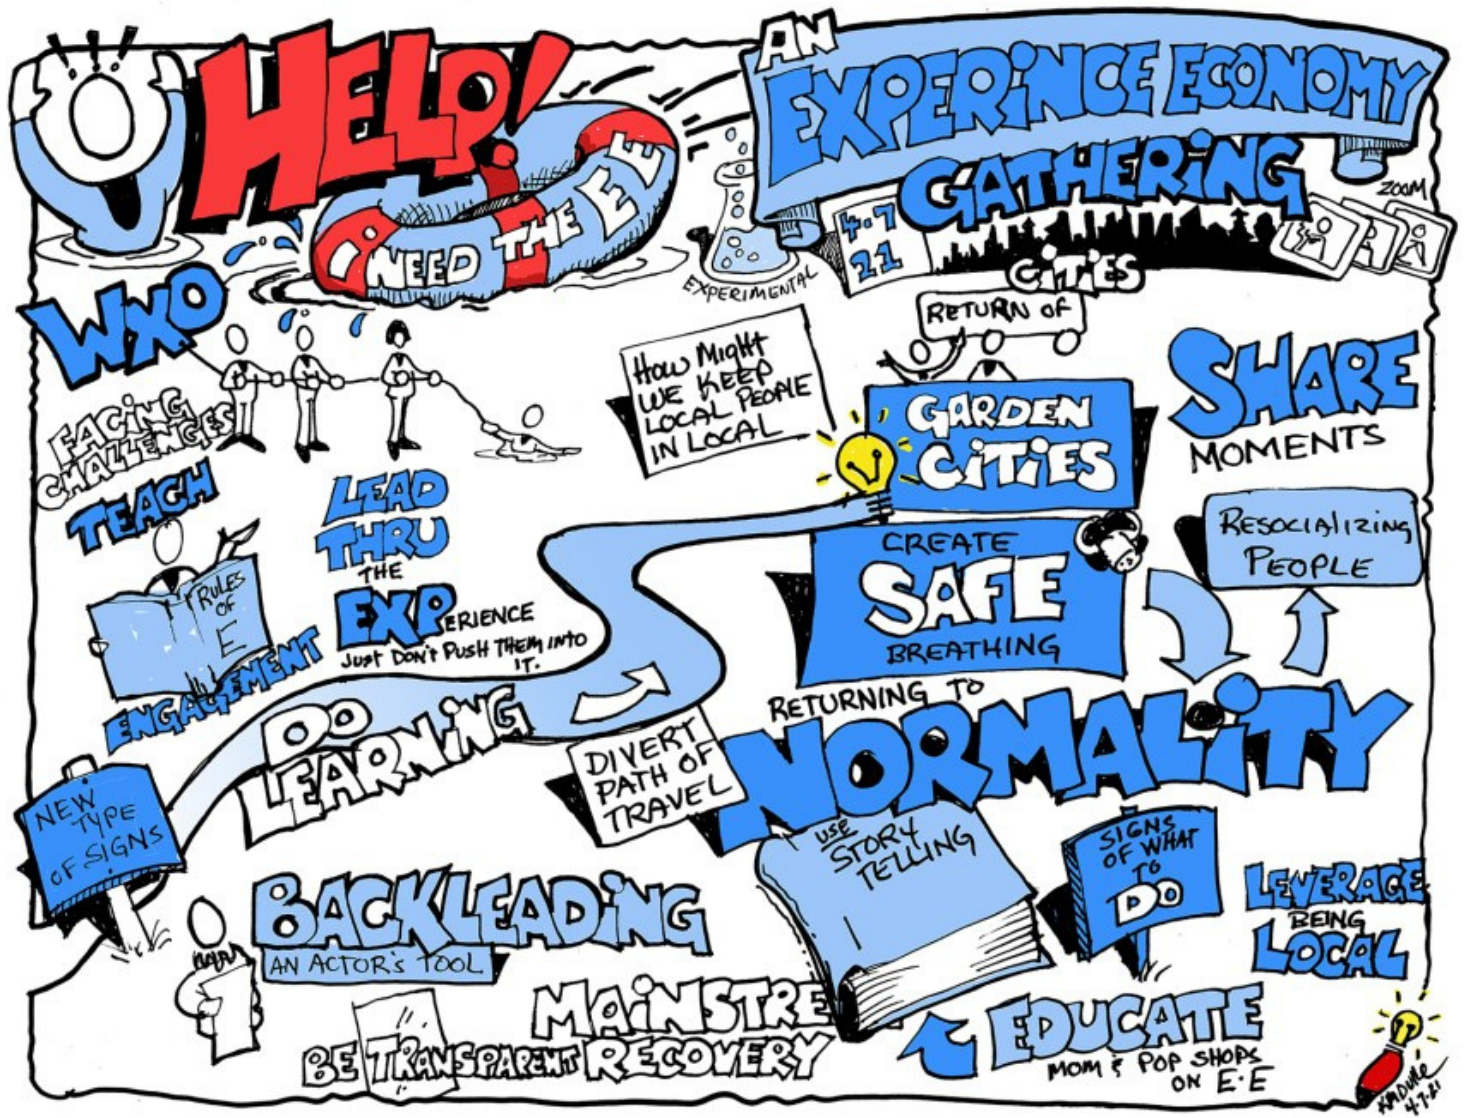 HELP!
I NEED THE EE
AN
EXPERINCE ECONOMY
GATHERING
4.7
21
ZOOM
EXPERIMENTAL
CITIES
RETURN OF
GARDEN
CITIES
WXO
FACING
CHALLENGES
TEACH
RULES
OF
E
ENGAGEMENT
LEAD
THRU
THE
EXPERIENCE
JUST DON'T PUSH THEM INTO
IT.
HOW MIGHT
WE KEEP
LOCAL PEOPLE
IN LOCAL
SHARE
MOMENTS
RESOCIALIZING
PEOPLE
CREATE
SAFE
BREATHING
RETURNING TO
NORMALITY
DO
LEARNING
DIVERT
PATH OF
TRAVEL
NEW
TYPE
OF SIGNS
BACKLEADING
AN ACTOR'S TOOL
USE
STORY
TELLING
SIGNS
OF WHAT
TO
DO
LEVERAGE
BEING
LOCAL
MAINSTRE
BE TRANSPARENT RECOVERY
EDUCATE
MOM & POP SHOPS
ON E.E
4.7.21